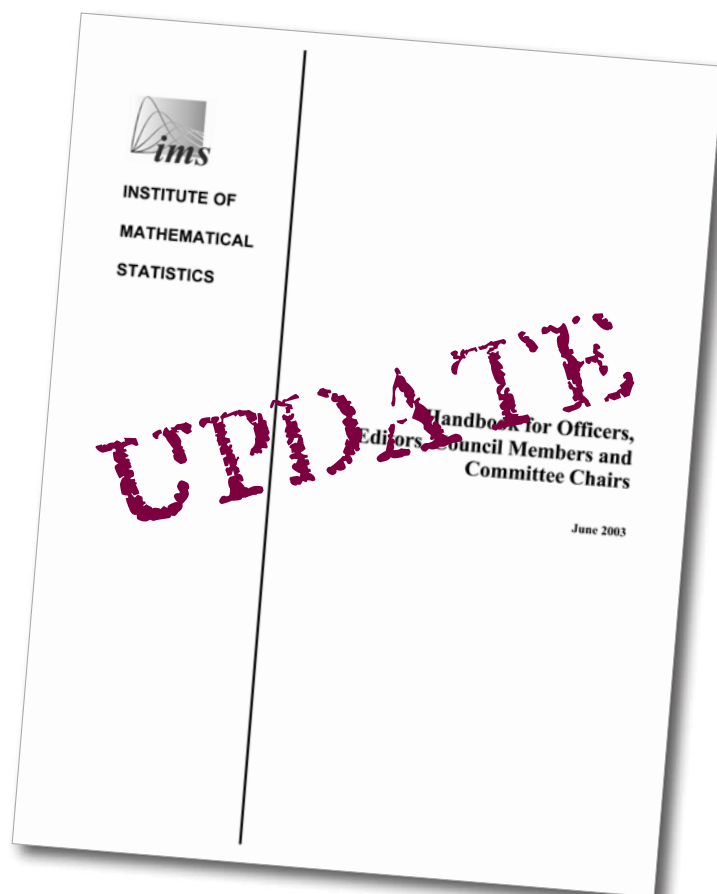 ims
INSTITUTE OF
MATHEMATICAL
STATISTICS
UPDATE
Handbook for Officers,
Editors, Council Members and
Committee Chairs
June 2003